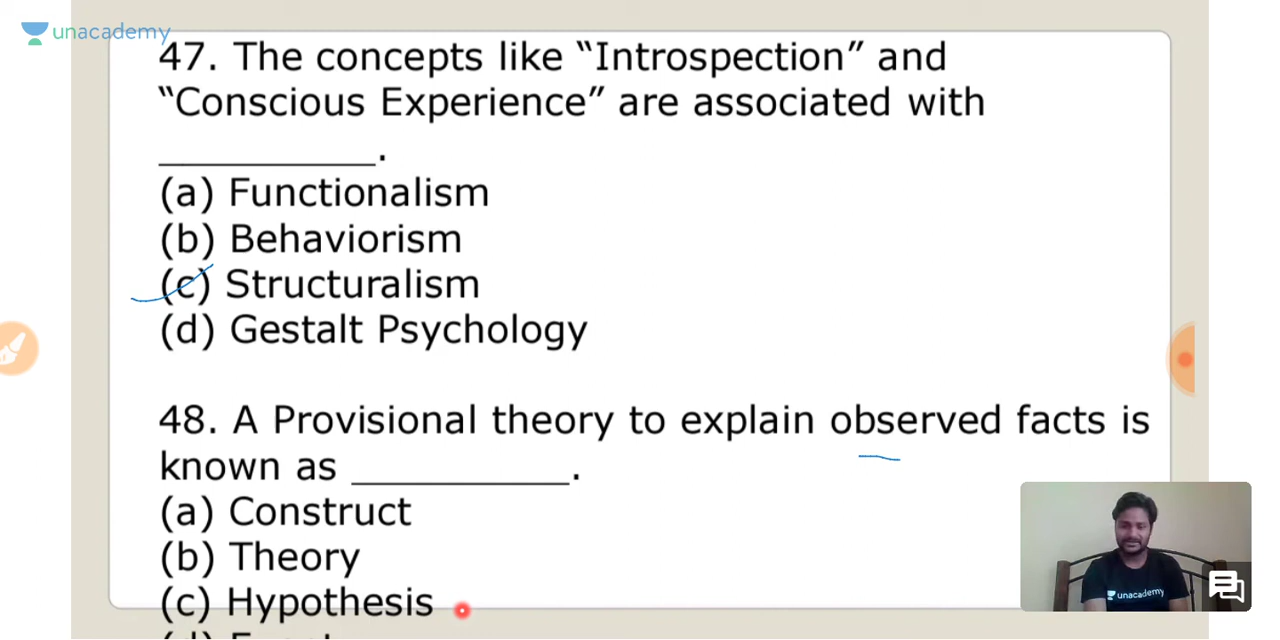 unacademy
47. The concepts like “Introspection” and
“Conscious Experience” are associated with
__________.
(a) Functionalism
(b) Behaviorism
(c) Structuralism
(d) Gestalt Psychology
48. A Provisional theory to explain observed facts is
known as __________.
(a) Construct
(b) Theory
(c) Hypothesis
unacademy